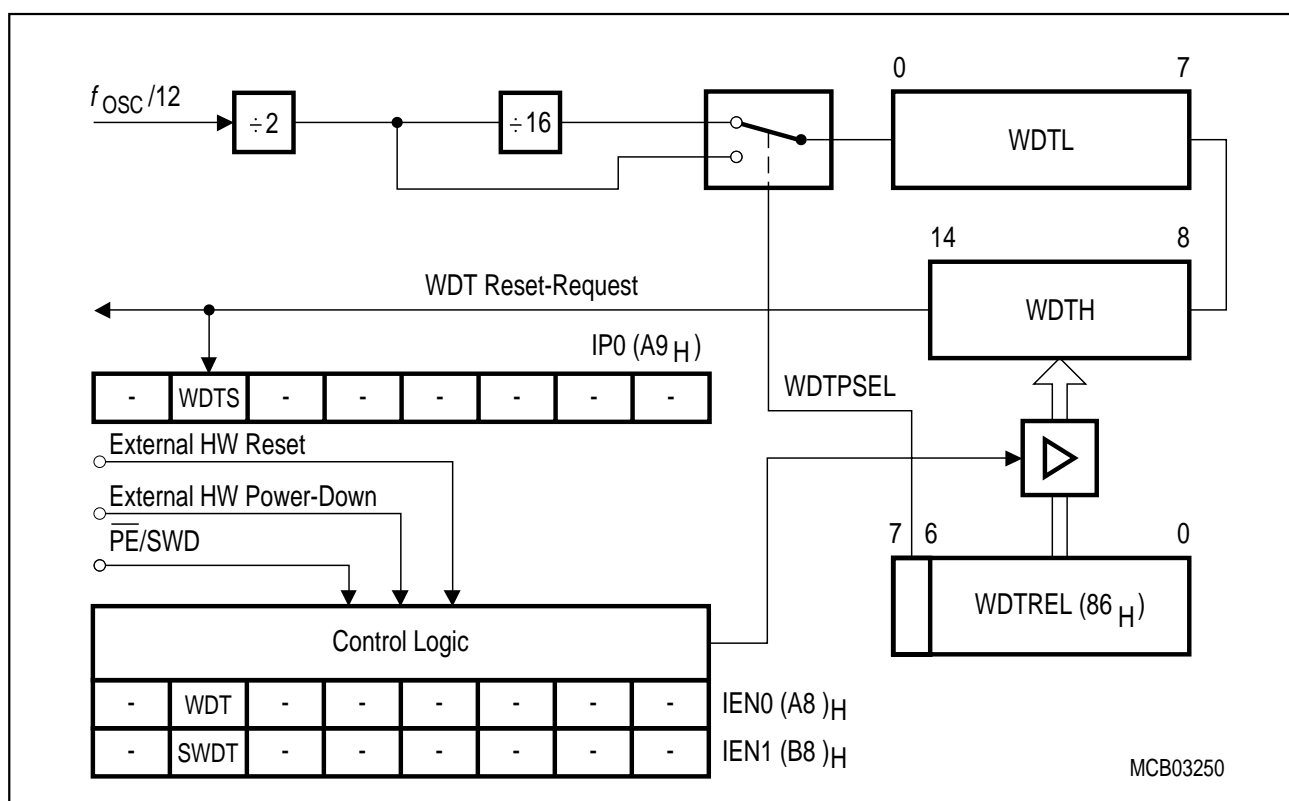 0 7
f OSC /12
÷2
÷16
WDTL
14 8
WDT Reset-Request
WDTH
IP0 (A9 H )
- WDTS - - - - - -
WDTPSEL
External HW Reset
External HW Power-Down
PE/SWD
7 6 0
WDTREL (86 H )
Control Logic
- WDT - - - - - - IEN0 (A8 )H
- SWDT - - - - - - IEN1 (B8 )H
MCB03250